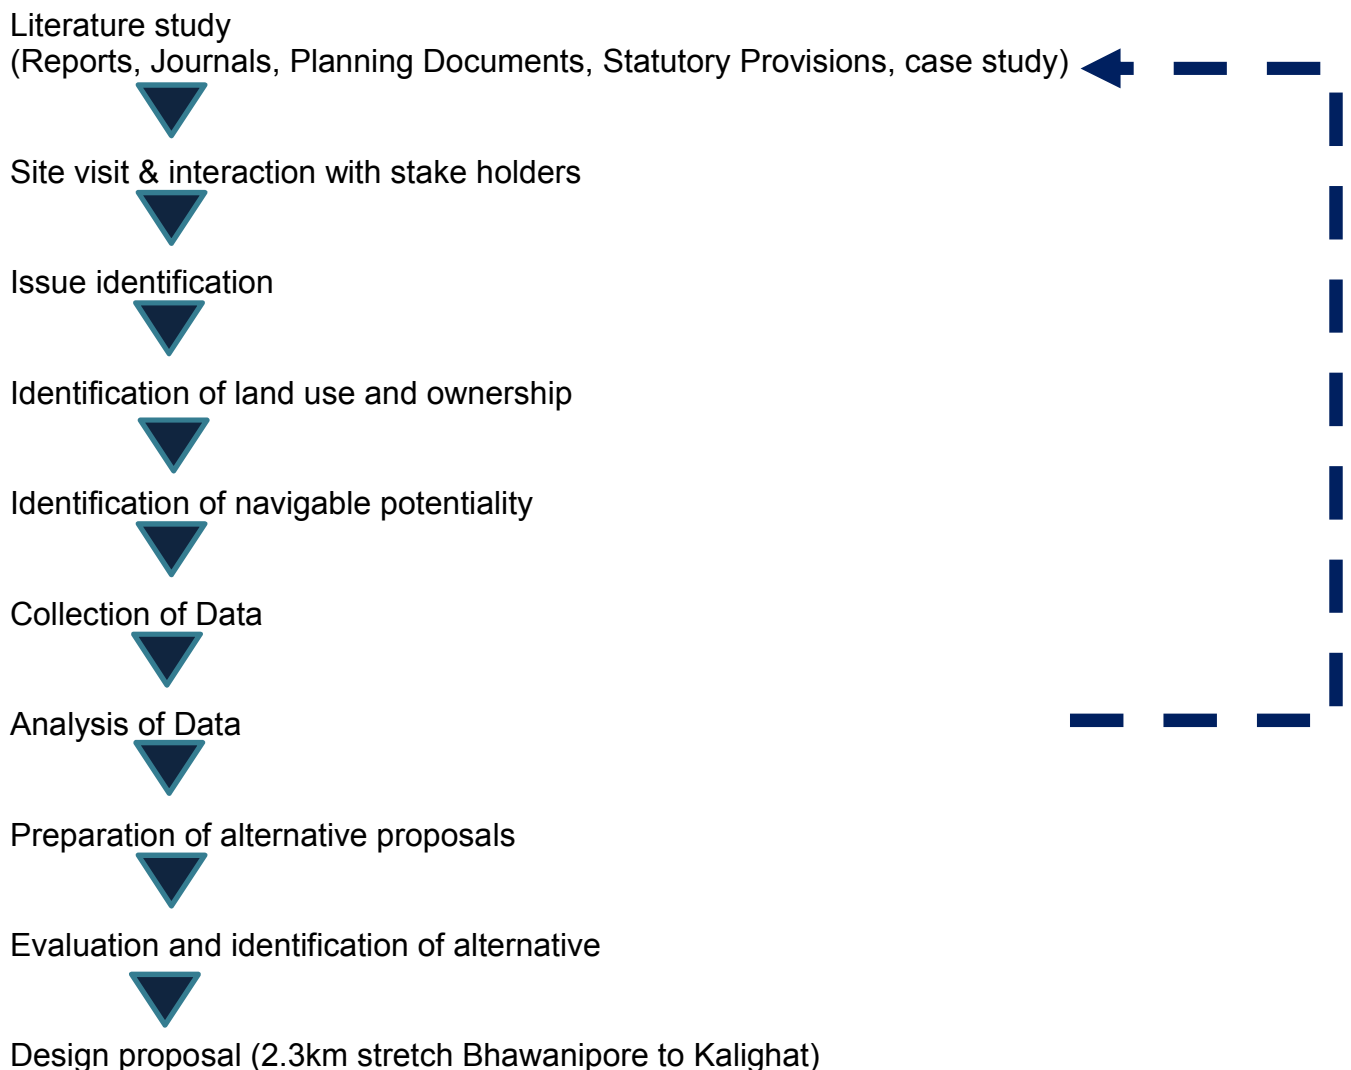 Literature study
(Reports, Journals, Planning Documents, Statutory Provisions, case study)
Site visit & interaction with stake holders
Issue identification
Identification of land use and ownership
Identification of navigable potentiality
Collection of Data
Analysis of Data
Preparation of alternative proposals
Evaluation and identification of alternative
Design proposal (2.3km stretch Bhawanipore to Kalighat)